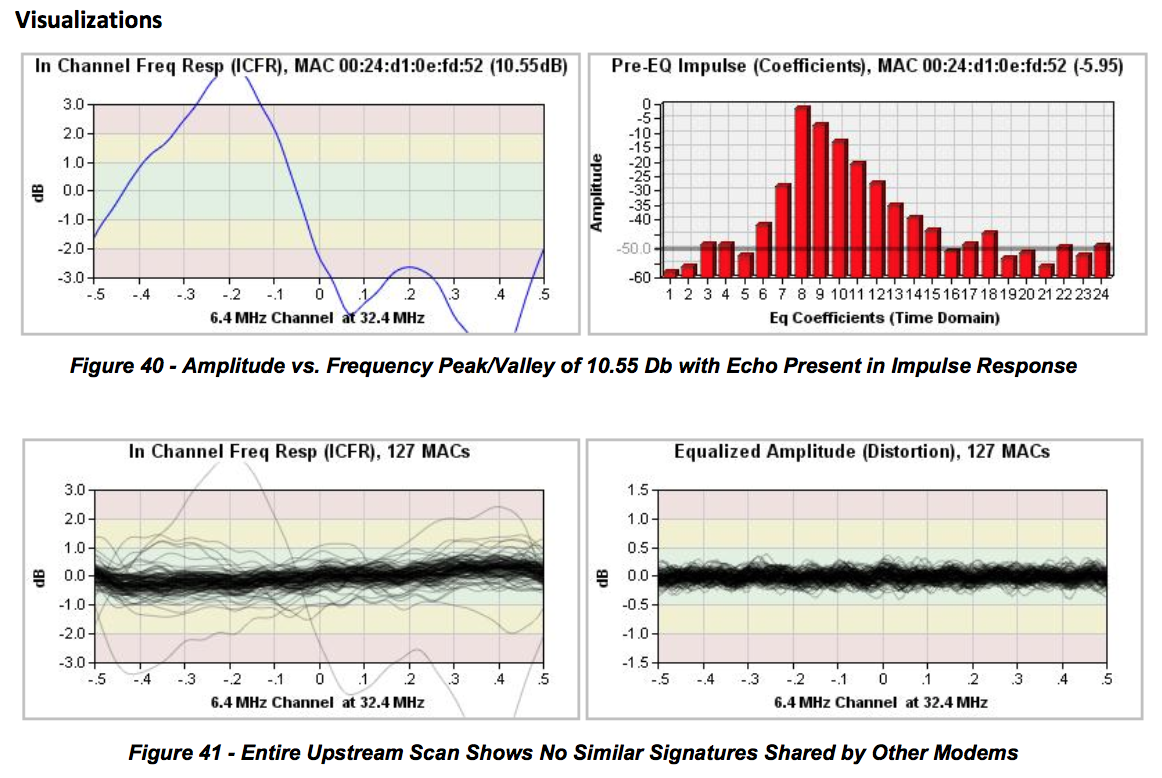 Visualizations
In Channel Freq Resp (ICFR), MAC 00:24:d1:0e:fd:52 (10.55dB)
3.0
2.0
1.0
0.0
-1.0
-2.0
-3.0
dB
-.5 -.4 -.3 -.2 -.1 0 .1 .2 .3 .4 .5
6.4 MHz Channel at 32.4 MHz
Pre-EQ Impulse (Coefficients), MAC 00:24:d1:0e:fd:52 (-5.95)
0
-5
-10
-15
-20
-25
-30
-35
-40
-50.0
-60
Amplitude
1 2 3 4 5 6 7 8 9 10 11 12 13 14 15 16 17 18 19 20 21 22 23 24
Eq Coefficients (Time Domain)
Figure 40 - Amplitude vs. Frequency Peak/Valley of 10.55 Db with Echo Present in Impulse Response
In Channel Freq Resp (ICFR), 127 MACs
3.0
2.0
1.0
0.0
-1.0
-2.0
-3.0
dB
-.5 -.4 -.3 -.2 -.1 0 .1 .2 .3 .4 .5
6.4 MHz Channel at 32.4 MHz
Equalized Amplitude (Distortion), 127 MACs
1.5
1.0
0.5
0.0
-0.5
-1.0
-1.5
dB
-.5 -.4 -.3 -.2 -.1 0 .1 .2 .3 .4 .5
6.4 MHz Channel at 32.4 MHz
Figure 41 - Entire Upstream Scan Shows No Similar Signatures Shared by Other Modems